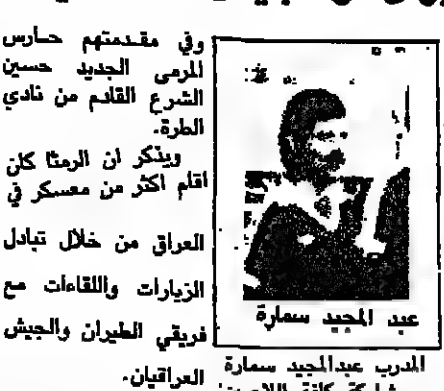 وفي مقدمتهم حارس
المرمى الجديد حسين
الشرع القادم من نادي
الطرة.
ويذكر ان الرمثا كان
أقام اكثر من معسكر في
العراق من خلال تبادل
الزيارات واللقاءات مع
فريقي الطيران والجيش
العراقيان.
عبد المجيد سمارة
المدرب عبدالمجيد سمارة